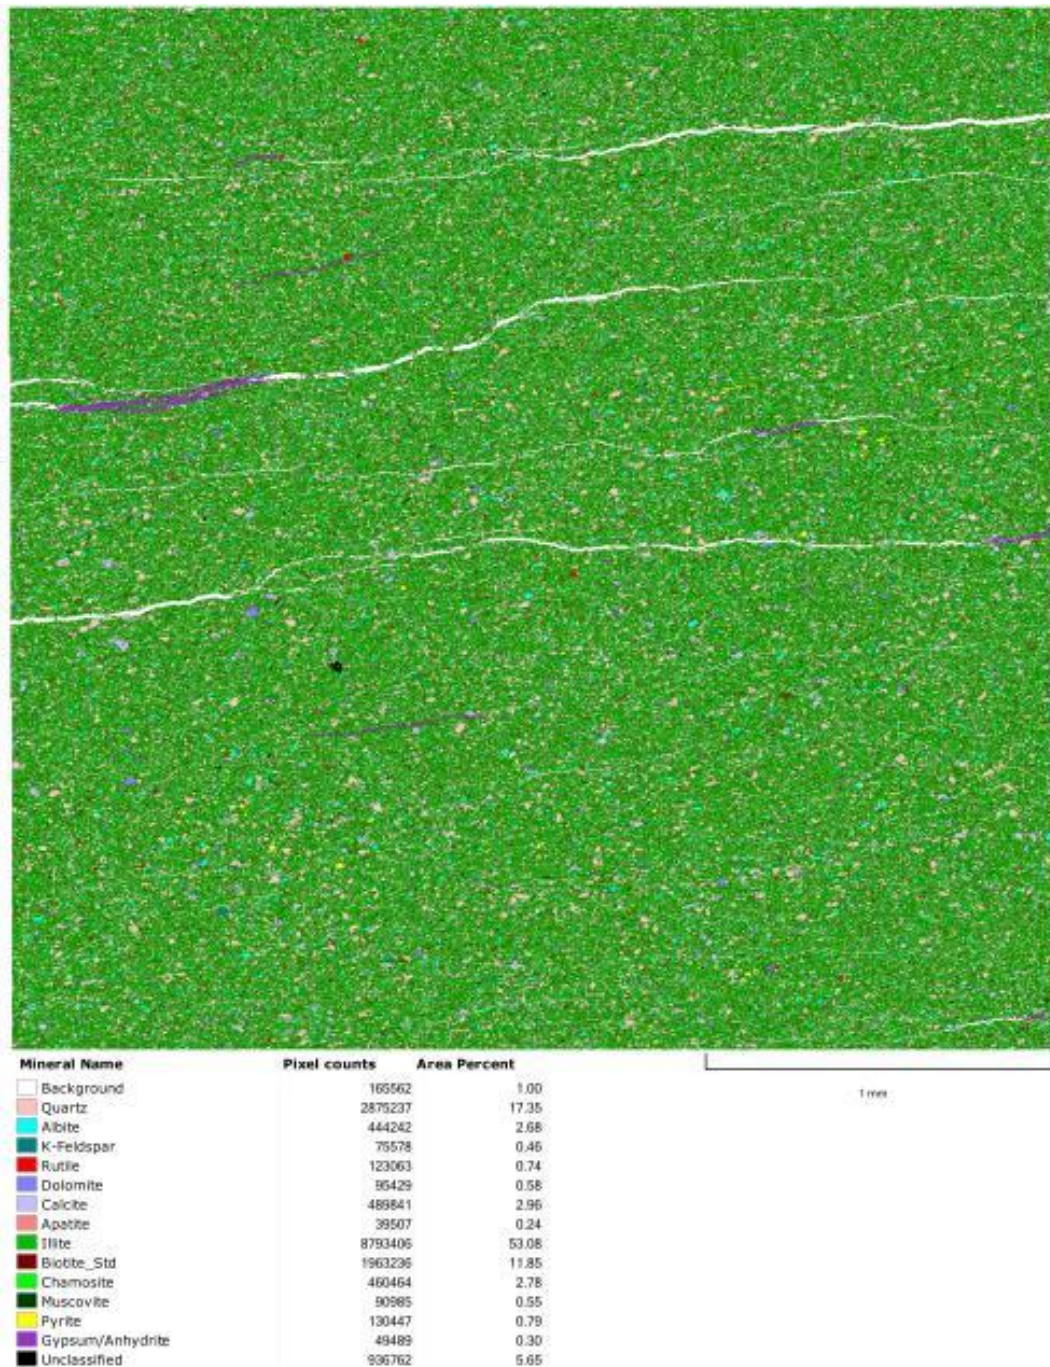 Mineral Name Pixel counts Area Percent
1 mm
Background 165562 1.00
Quartz 2875237 17.35
Albite 444242 2.68
K-Feldspar 75578 0.46
Rutile 123063 0.74
Dolomite 95429 0.58
Calcite 489841 2.96
Apatite 39507 0.24
Illite 8793406 53.08
Biotite_Std 1963236 11.85
Chamosite 460464 2.78
Muscovite 90985 0.55
Pyrite 130447 0.79
Gypsum/Anhydrite 49489 0.30
Unclassified 936762 5.65